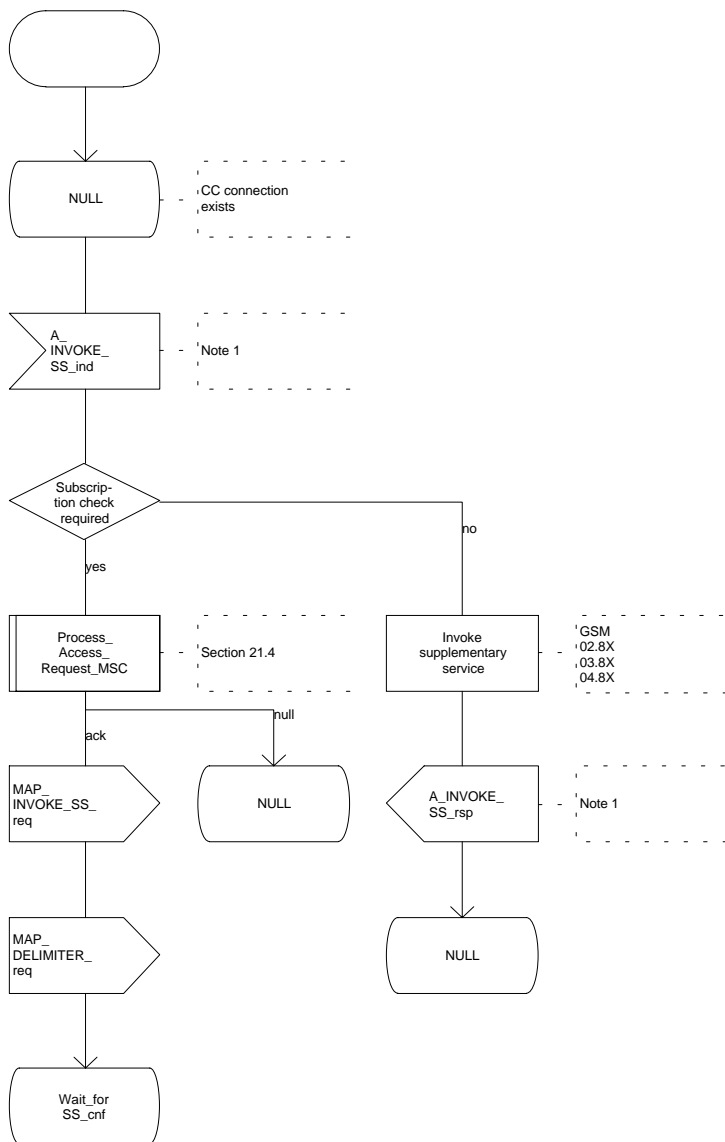 NULL
CC connection
exists
A_
INVOKE_
SS_ind
Note 1
Subscrip-
tion check
required
no
yes
Process_
Access_
Request_MSC
Section 21.4
Invoke
supplementary
service
GSM
02.8X
03.8X
04.8X
null
ack
MAP_
INVOKE_SS_
req
NULL
A_INVOKE_
SS_rsp
Note 1
MAP_
DELIMITER_
req
NULL
Wait_for
SS_cnf